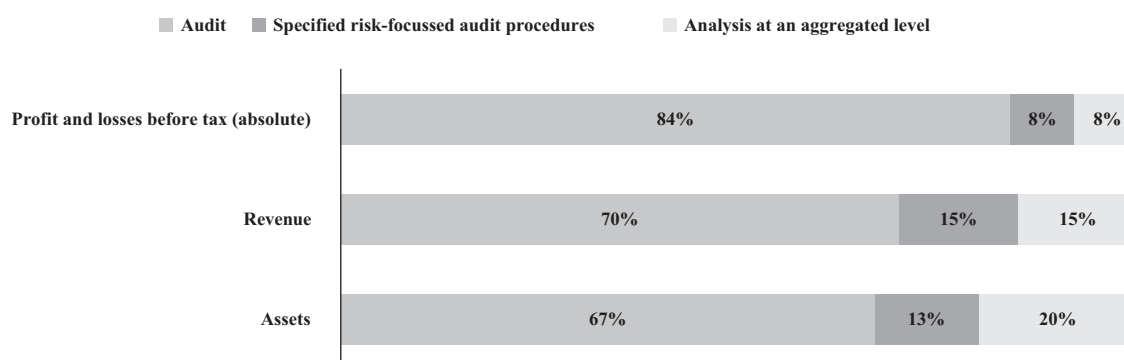 Audit Specified risk-focussed audit procedures Analysis at an aggregated level
Profit and losses before tax (absolute) 84% 8% 8%
Revenue 70% 15% 15%
Assets 67% 13% 20%